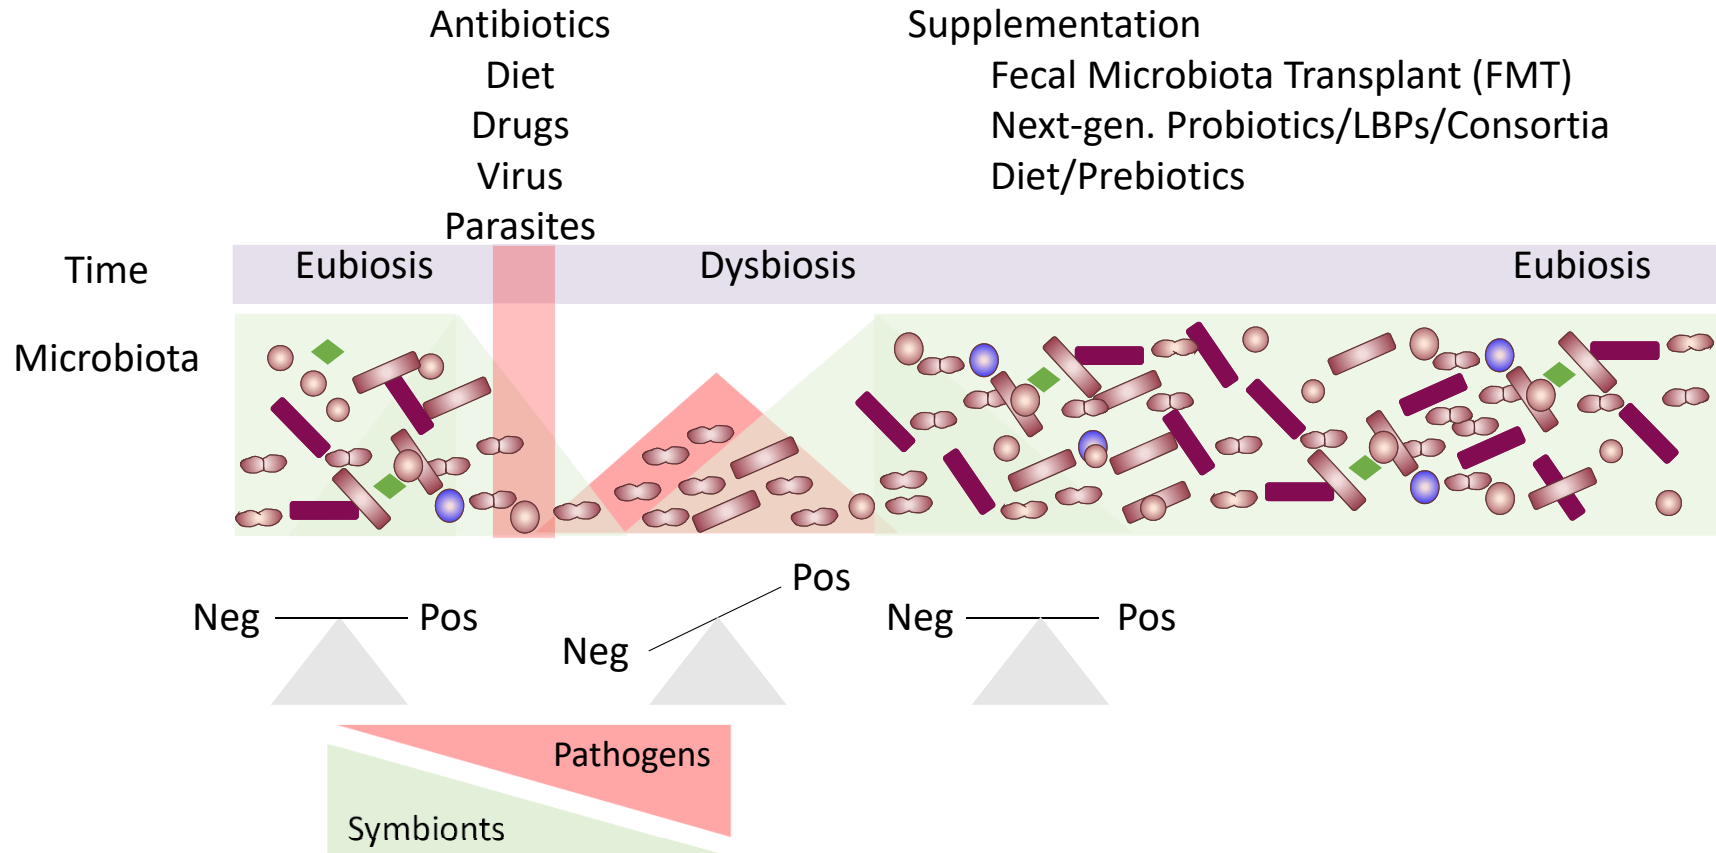 Antibiotics
Diet
Drugs
Virus
Parasites
Supplementation
Fecal Microbiota Transplant (FMT)
Next-gen. Probiotics/LBPs/Consortia
Diet/Prebiotics
Time
Eubiosis
Dysbiosis
Eubiosis
Microbiota
Neg
Pos
Neg
Pos
Neg
Pos
Pathogens
Symbionts